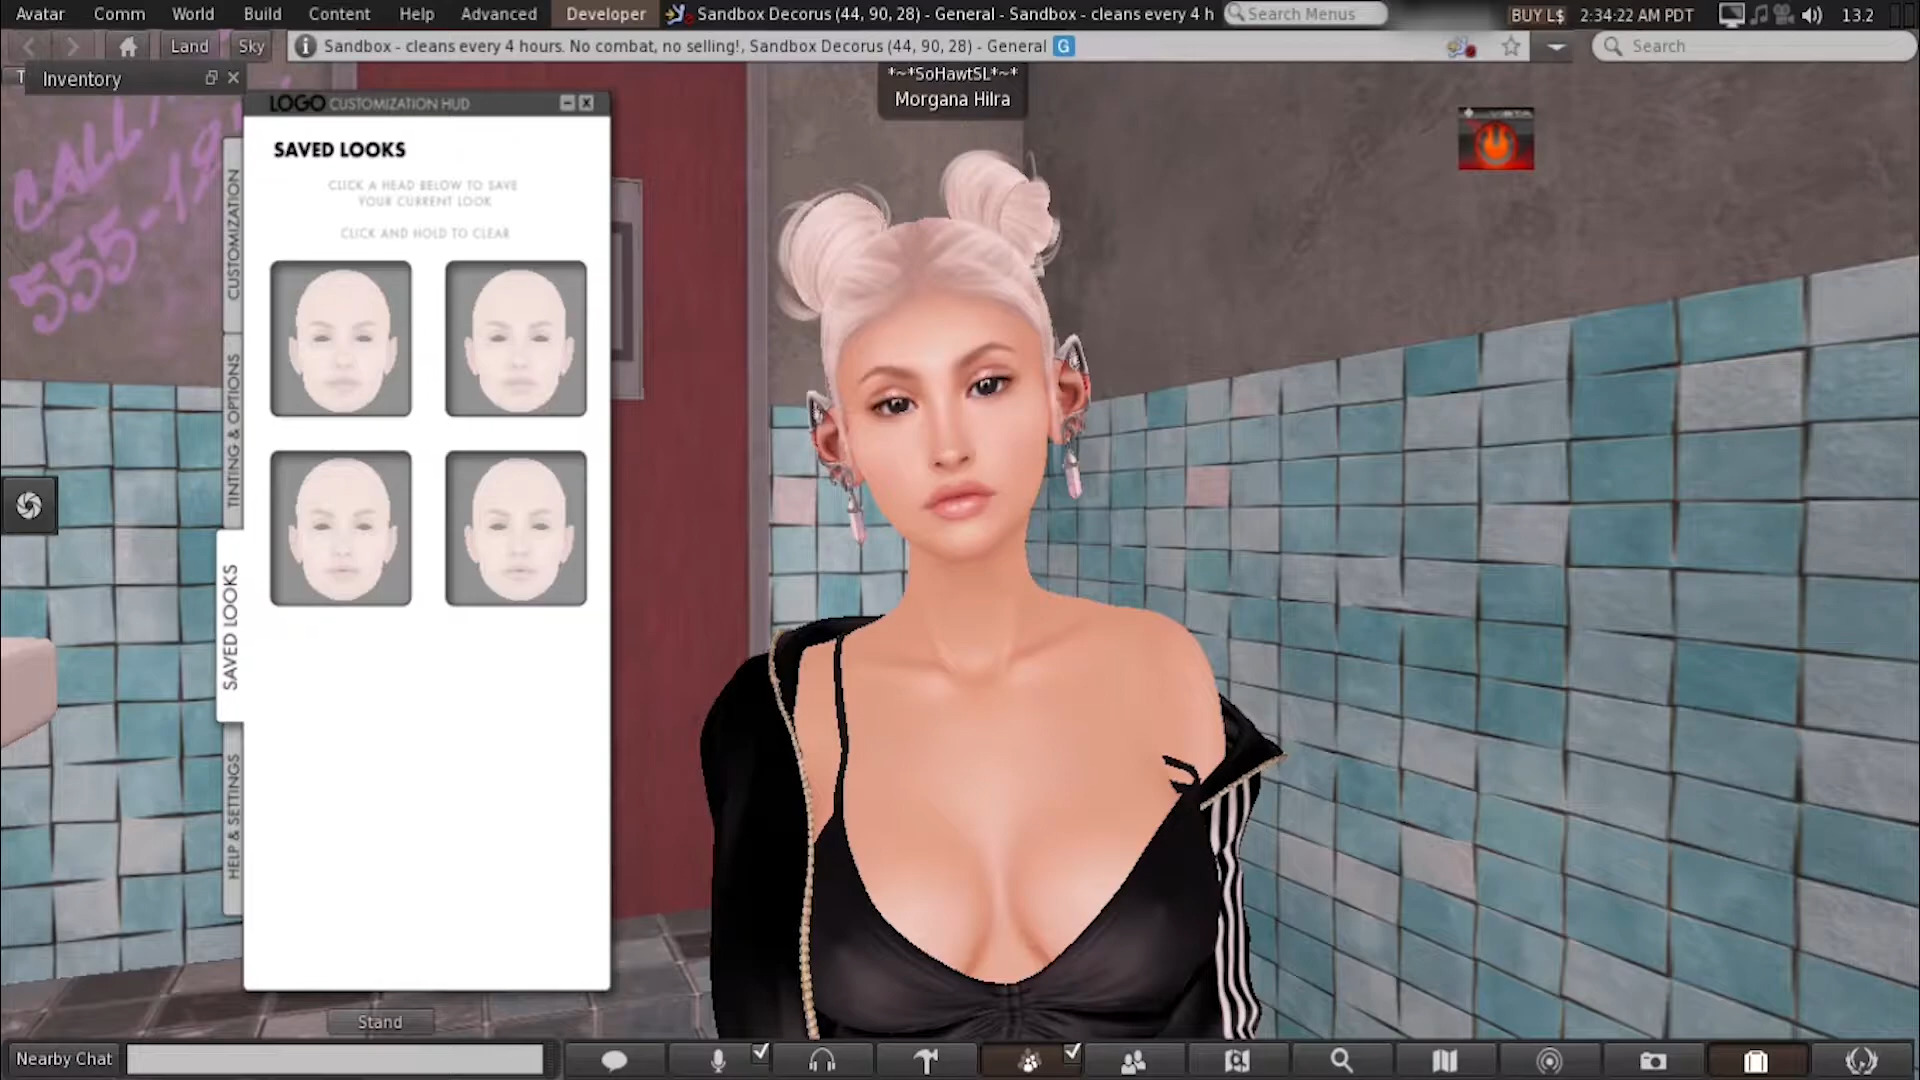 Avatar Comm World Build Content Help Advanced Developer Sandbox Decorus (44, 90, 28) - General - Sandbox - cleans every 4 h Search Menus BUY L$ 2:34:22 AM PDT 13.2
Land Sky Sandbox - cleans every 4 hours. No combat, no selling!, Sandbox Decorus (44, 90, 28) - General G Search
Inventory
*~*SoHawtSL*~*
Morgana Hilra
LOGO CUSTOMIZATION HUD
SAVED LOOKS
CLICK A HEAD BELOW TO SAVE
YOUR CURRENT LOOK
CLICK AND HOLD TO CLEAR
CUSTOMIZATION
TINTING & OPTIONS
SAVED LOOKS
HELP & SETTINGS
CALL!
Stand
Nearby Chat